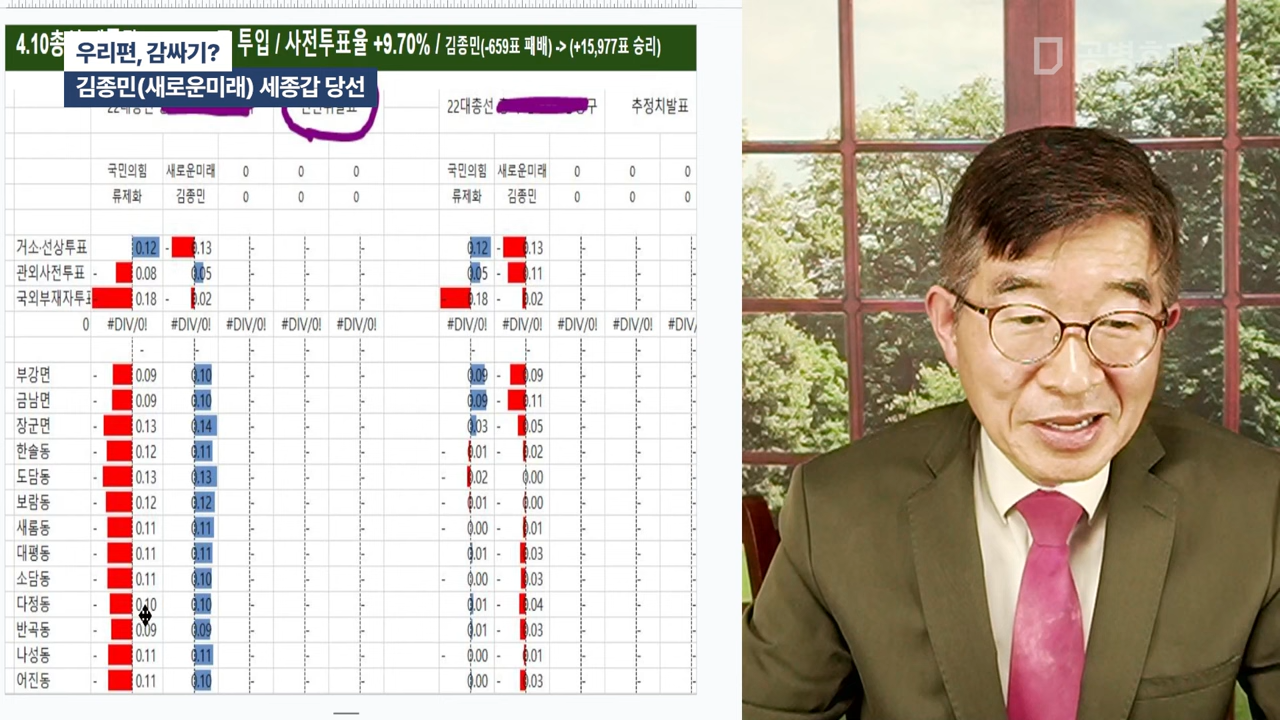 4.10총 투입 / 사전투표율 +9.70% / 김종민(-659표 패배) -> (+15,977표 승리)
우리편, 감싸기?
김종민(새로운미래) 세종갑 당선
22대총선 22대총선 구 추정치발표
국민의힘 새로운미래 0 0 0 국민의힘 새로운미래 0 0 0
류제화 김종민 0 0 0 류제화 김종민 0 0 0
거소·선상투표 0.12 - 0.13 - - - 0.12 - 0.13 - - -
관외사전투표 - 0.08 0.05 - - - 0.05 - 0.11 - - -
국외부재자투표 - 0.18 - 0.02 - - - - 0.18 - 0.02 - - -
0 #DIV/0! #DIV/0! #DIV/0! #DIV/0! #DIV/0! #DIV/0! #DIV/0! #DIV/0! #DIV/0! #DIV/
- - - - - - - - - -
부강면 - 0.09 0.10 - - - 0.09 - 0.09 - - -
금남면 - 0.09 0.10 - - - 0.09 - 0.11 - - -
장군면 - 0.13 0.14 - - - 0.03 - 0.05 - - -
한솔동 - 0.12 0.11 - - - - 0.01 - 0.02 - - -
도담동 - 0.13 0.13 - - - - 0.02 0.00 - - -
보람동 - 0.12 0.12 - - - - 0.01 - 0.00 - - -
새롬동 - 0.11 0.11 - - - - 0.00 - 0.01 - - -
대평동 - 0.11 0.11 - - - 0.01 - 0.03 - - -
소담동 - 0.11 0.10 - - - - 0.00 - 0.03 - - -
다정동 - 0.10 0.10 - - - 0.01 - 0.04 - - -
반곡동 - 0.09 0.09 - - - 0.01 - 0.03 - - -
나성동 - 0.11 0.11 - - - - 0.00 - 0.01 - - -
어진동 - 0.11 0.10 - - - 0.00 - 0.03 - - -